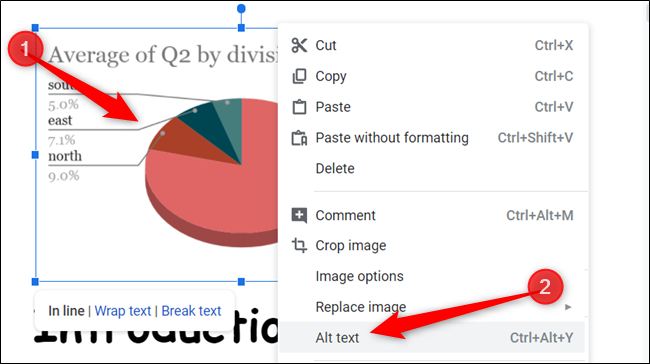 1
Average of Q2 by divisi
south
5.0%
east
7.1%
north
9.0%
In line | Wrap text | Break text
Introduction
Cut Ctrl+X
Copy Ctrl+C
Paste Ctrl+V
Paste without formatting Ctrl+Shift+V
Delete
Comment Ctrl+Alt+M
Crop image
Image options
2
Replace image
Alt text Ctrl+Alt+Y